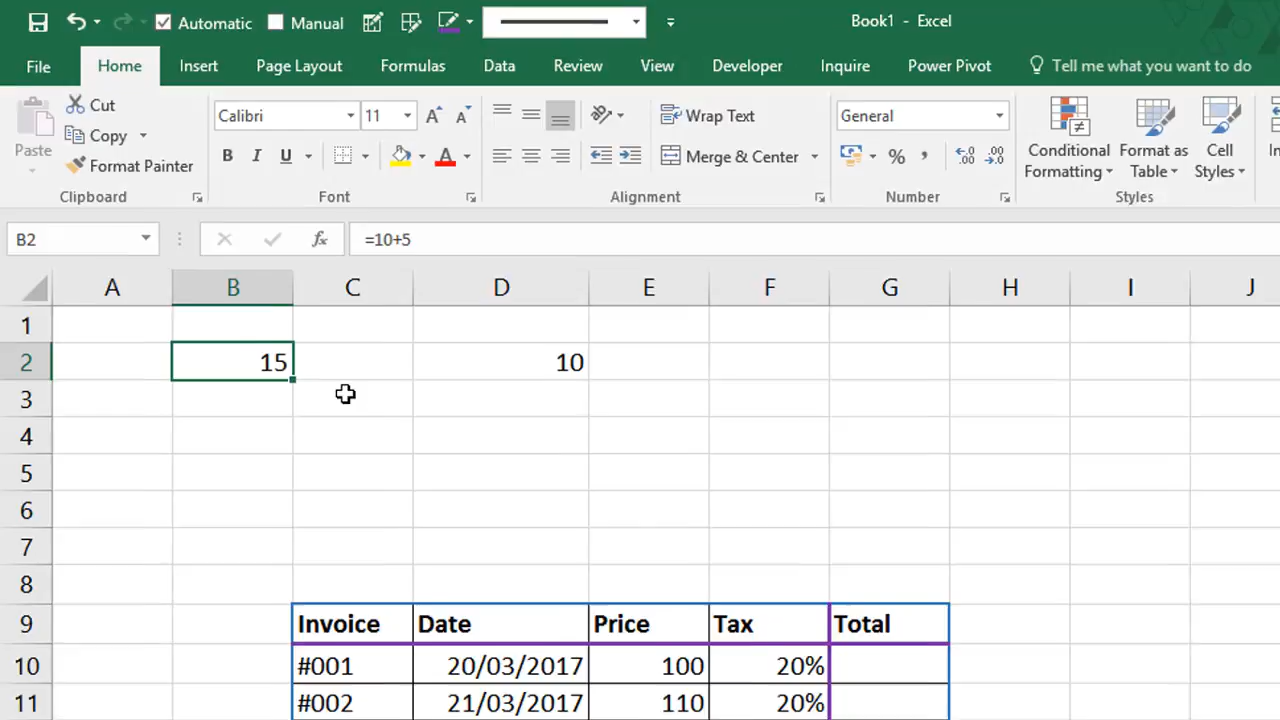 Automatic Manual Book1 - Excel
File Home Insert Page Layout Formulas Data Review View Developer Inquire Power Pivot Tell me what you want to do
Paste
Cut
Copy
Format Painter
Clipboard
Calibri 11
B I U A
Font
Wrap Text
Merge & Center
Alignment
General
% ,
Number
Conditional Formatting
Format as Table
Cell Styles
Styles
B2 fx =10+5
A B C D E F G H I J
1
2 15 10
3
4
5
6
7
8
9 Invoice Date Price Tax Total
10 #001 20/03/2017 100 20%
11 #002 21/03/2017 110 20%